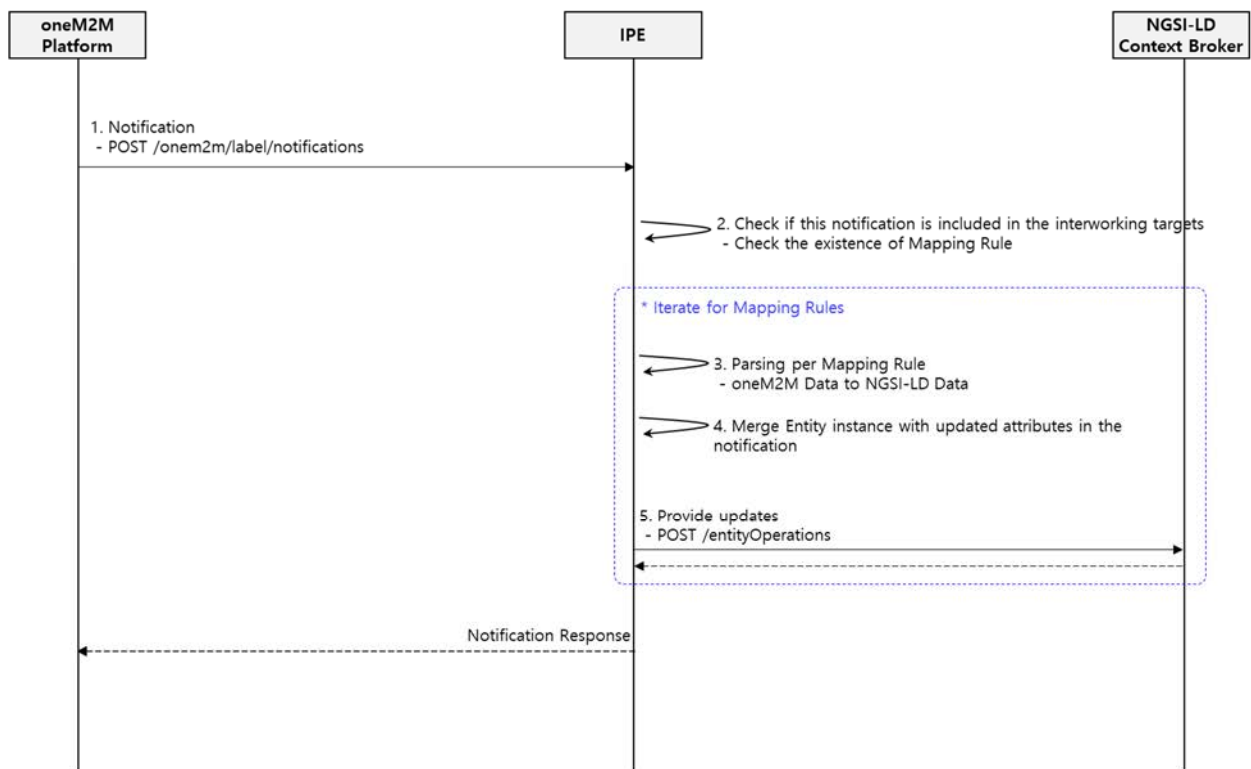 oneM2M
Platform
IPE
NGSI-LD
Context Broker
1. Notification
- POST /onem2m/label/notifications
2. Check if this notification is included in the interworking targets
- Check the existence of Mapping Rule
* Iterate for Mapping Rules
3. Parsing per Mapping Rule
- oneM2M Data to NGSI-LD Data
4. Merge Entity instance with updated attributes in the
notification
5. Provide updates
- POST /entityOperations
Notification Response